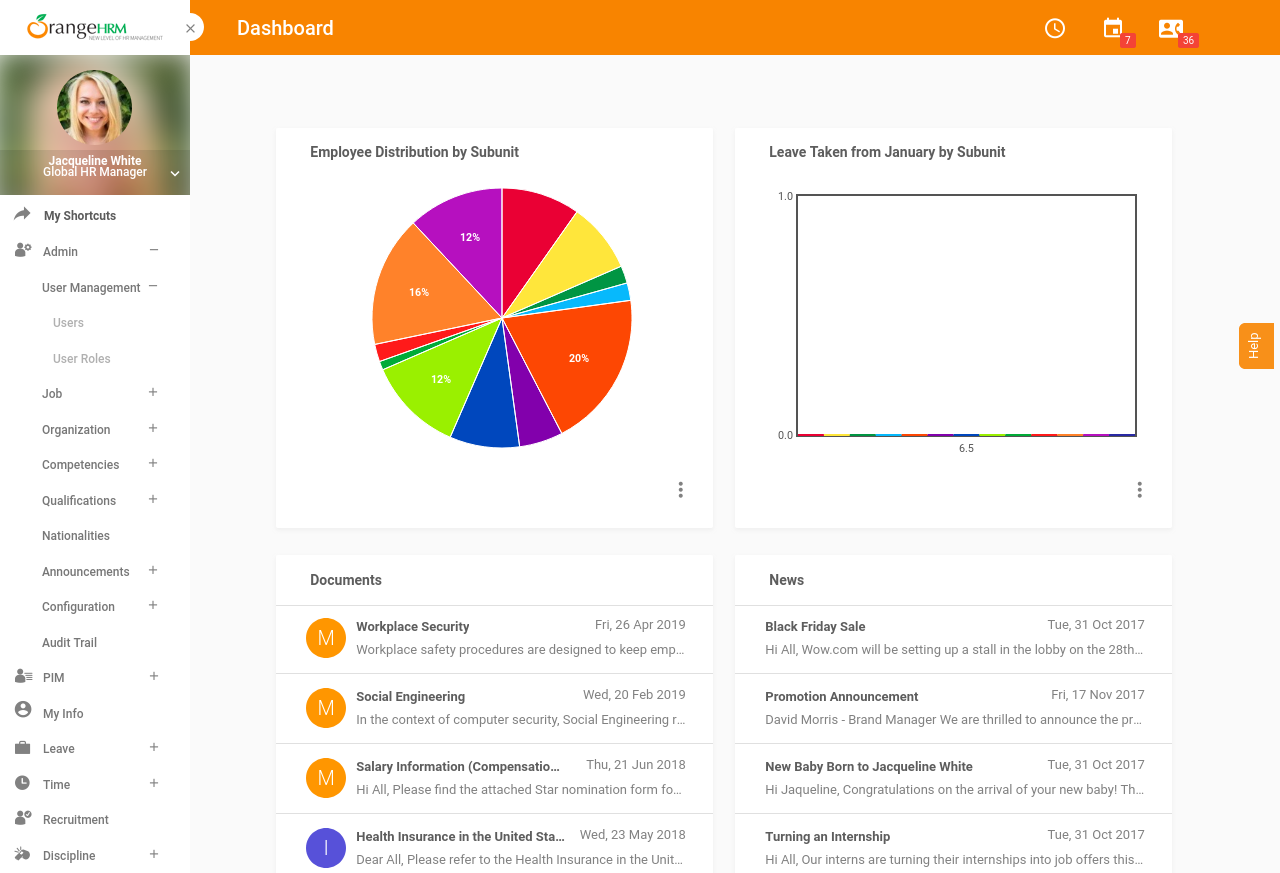 OrangeHRM
NEW LEVEL OF HR MANAGEMENT
Dashboard
7
36
Jacqueline White
Global HR Manager
My Shortcuts
Admin
User Management
Users
User Roles
Job
Organization
Competencies
Qualifications
Nationalities
Announcements
Configuration
Audit Trail
PIM
My Info
Leave
Time
Recruitment
Discipline
Employee Distribution by Subunit
12%
16%
20%
12%
Leave Taken from January by Subunit
1.0
0.0
6.5
Help
Documents
M
Workplace Security
Fri, 26 Apr 2019
Workplace safety procedures are designed to keep emp...
M
Social Engineering
Wed, 20 Feb 2019
In the context of computer security, Social Engineering r...
M
Salary Information (Compensatio...
Thu, 21 Jun 2018
Hi All, Please find the attached Star nomination form fo...
I
Health Insurance in the United Sta...
Wed, 23 May 2018
Dear All, Please refer to the Health Insurance in the Unit...
News
Black Friday Sale
Tue, 31 Oct 2017
Hi All, Wow.com will be setting up a stall in the lobby on the 28th...
Promotion Announcement
Fri, 17 Nov 2017
David Morris - Brand Manager We are thrilled to announce the pr...
New Baby Born to Jacqueline White
Tue, 31 Oct 2017
Hi Jaqueline, Congratulations on the arrival of your new baby! Th...
Turning an Internship
Tue, 31 Oct 2017
Hi All, Our interns are turning their internships into job offers this...